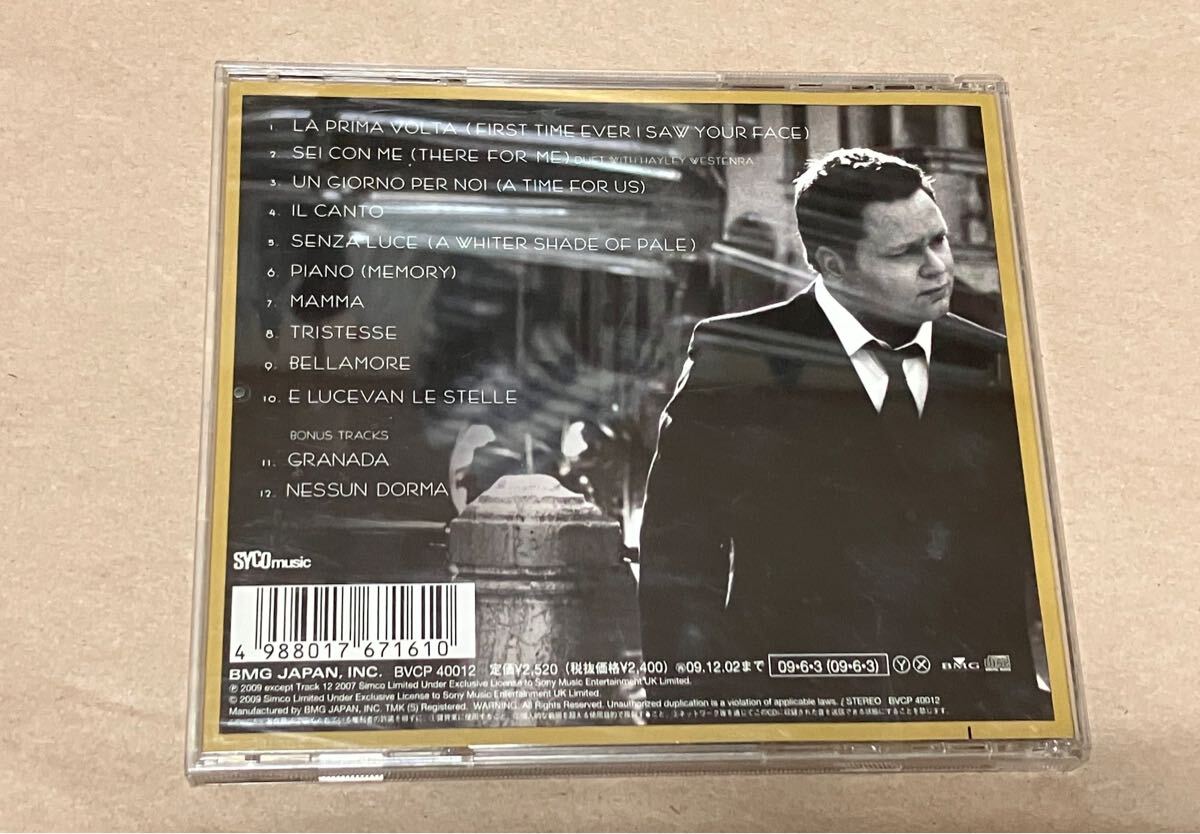 1. LA PRIMA VOLTA (FIRST TIME EVER I SAW YOUR FACE)
2. SEI CON ME (THERE FOR ME) DUET WITH HAYLEY WESTENRA
3. UN GIORNO PER NOI (A TIME FOR US)
4. IL CANTO
5. SENZA LUCE (A WHITER SHADE OF PALE)
6. PIANO (MEMORY)
7. MAMMA
8. TRISTESSE
9. BELLAMORE
10. E LUCEVAN LE STELLE
BONUS TRACKS
11. GRANADA
12. NESSUN DORMA
SYCOmusic
4 988017 671610
BMG JAPAN, INC. BVCP 40012 定価¥2,520 (税抜価格¥2,400) 09.12.02まで 09・6・3 (09・6・3) Y X BMG
℗ 2009 except Track 12 2007 Simco Limited Under Exclusive License to Sony Music Entertainment UK Limited.
© 2009 Simco Limited Under Exclusive License to Sony Music Entertainment UK Limited.
Manufactured by BMG JAPAN, INC. TMK (S) Registered. WARNING. All Rights Reserved. Unauthorized duplication is a violation of applicable laws. / STEREO BVCP 40012